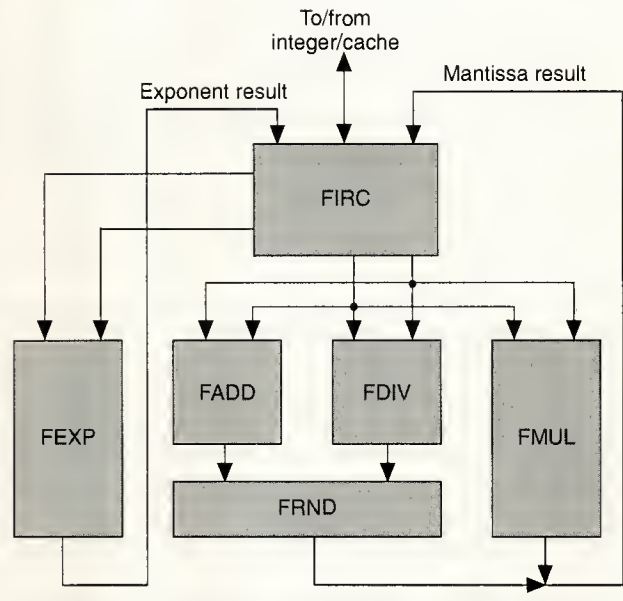 To/from
integer/cache
Exponent result
Mantissa result
FIRC
FEXP
FADD
FDIV
FMUL
FRND